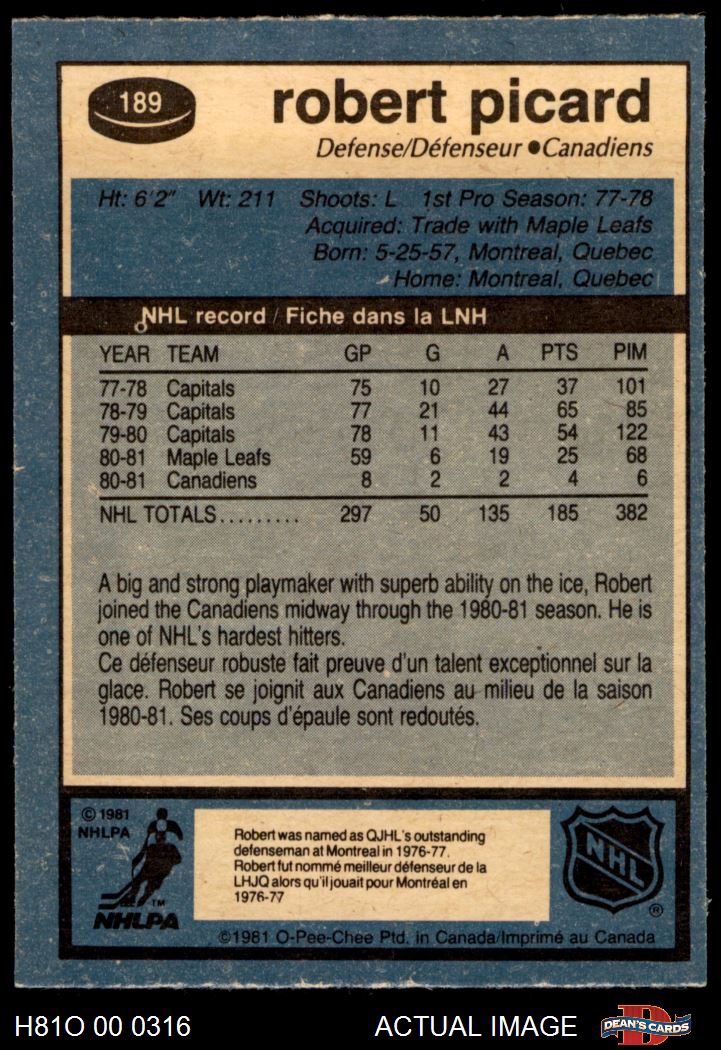 189
robert picard
Defense/Défenseur ● Canadiens
Ht: 6'2" Wt: 211 Shoots: L 1st Pro Season: 77-78
Acquired: Trade with Maple Leafs
Born: 5-25-57, Montreal, Quebec
Home: Montreal, Quebec
NHL record / Fiche dans la LNH
YEAR TEAM GP G A PTS PIM
77-78 Capitals 75 10 27 37 101
78-79 Capitals 77 21 44 65 85
79-80 Capitals 78 11 43 54 122
80-81 Maple Leafs 59 6 19 25 68
80-81 Canadiens 8 2 2 4 6
NHL TOTALS......... 297 50 135 185 382
A big and strong playmaker with superb ability on the ice, Robert
joined the Canadiens midway through the 1980-81 season. He is
one of NHL's hardest hitters.
Ce défenseur robuste fait preuve d'un talent exceptionnel sur la
glace. Robert se joignit aux Canadiens au milieu de la saison
1980-81. Ses coups d'épaule sont redoutés.
© 1981
NHLPA
TM
NHLPA
Robert was named as QJHL's outstanding
defenseman at Montreal in 1976-77.
Robert fut nommé meilleur défenseur de la
LHJQ alors qu'il jouait pour Montréal en
1976-77
NHL
®
©1981 O-Pee-Chee Ptd. in Canada/Imprimé au Canada
H81O 00 0316
ACTUAL IMAGE
D
DEAN'S CARDS